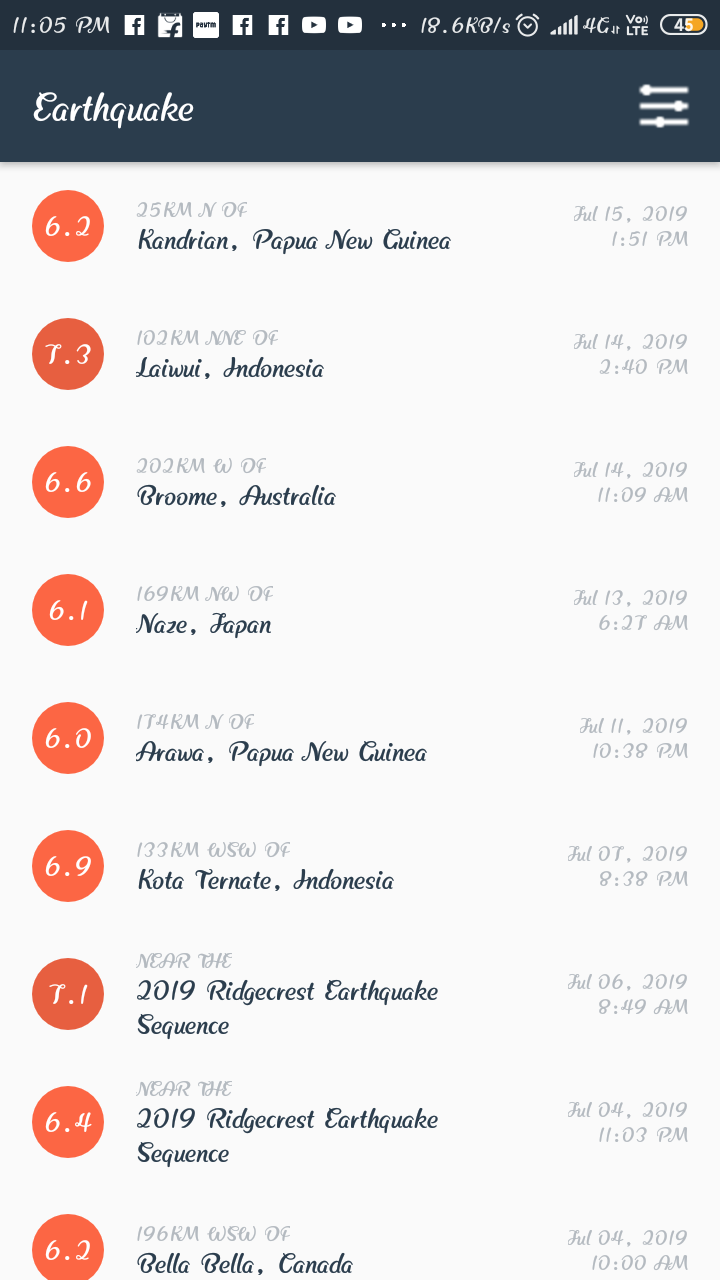 11:05 PM paytm ... 18.6KB/s 4G Vo)) LTE 45
Earthquake
6.2
25KM N OF
Kandrian, Papua New Guinea
Jul 15, 2019
1:51 PM
7.3
102KM NNE OF
Laiwui, Indonesia
Jul 14, 2019
2:40 PM
6.6
202KM W OF
Broome, Australia
Jul 14, 2019
11:09 AM
6.1
169KM NW OF
Naze, Japan
Jul 13, 2019
6:27 AM
6.0
174KM N OF
Arawa, Papua New Guinea
Jul 11, 2019
10:38 PM
6.9
133KM WSW OF
Kota Ternate, Indonesia
Jul 07, 2019
8:38 PM
7.1
NEAR THE
2019 Ridgecrest Earthquake
Sequence
Jul 06, 2019
8:49 AM
6.4
NEAR THE
2019 Ridgecrest Earthquake
Sequence
Jul 04, 2019
11:03 PM
6.2
196KM WSW OF
Bella Bella, Canada
Jul 04, 2019
10:00 AM